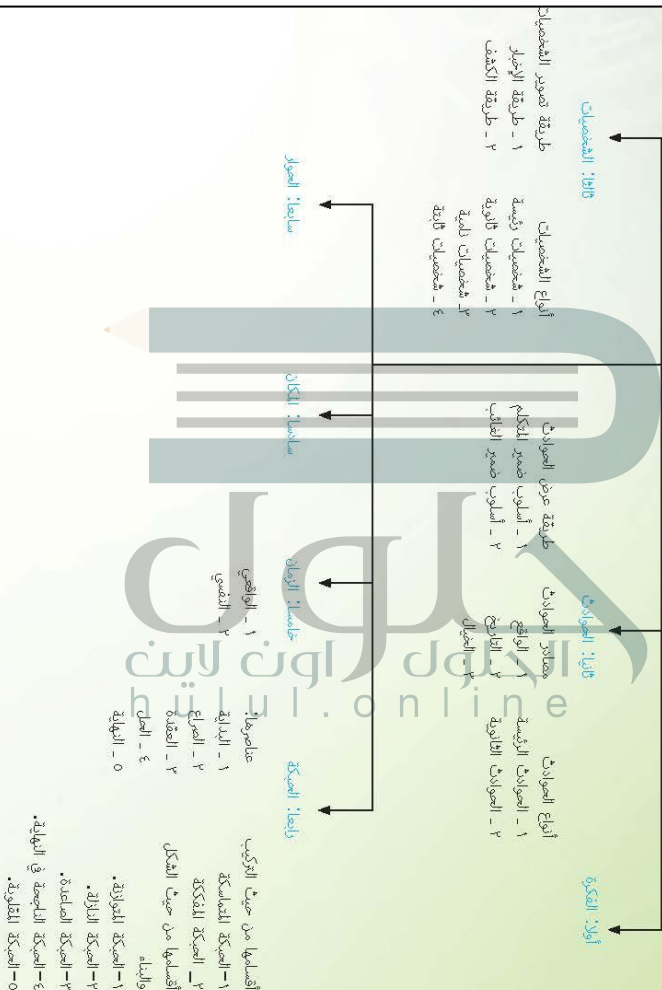 أولا: الفكرة
ثانيا: الحوادث
أنواع الحوادث
١ - الحوادث الرئيسة
٢ - الحوادث الثانوية
مصادر الحوادث
١ - الواقع
٢ - التاريخ
٣ - الخيال
طريقة عرض الحوادث
١ - أسلوب ضمير المتكلم
٢ - أسلوب ضمير الغائب
ثالثا: الشخصيات
أنواع الشخصيات
١ - شخصيات رئيسة
٢ - شخصيات ثانوية
٣ - شخصيات نامية
٤ - شخصيات ثابتة
طريقة تصوير الشخصيات
١ - طريقة الإخبار
٢ - طريقة الكشف
رابعا: الحبكة
أقسامها من حيث التركيب
١- الحبكة المتماسكة
٢ - الحبكة المفككة
أقسامها من حيث الشكل
والبناء
١- الحبكة المتوازنة.
٢- الحبكة النازلة.
٣- الحبكة الصاعدة.
٤- الحبكة الناجحة في النهاية.
٥- الحبكة المقلوبة.
عناصرها:
١ - البداية
٢ - الصراع
٣ - العقدة
٤ - الحل
٥ - النهاية
خامسا: الزمان
١ - الواقعي
٢ - النفسي
سادسا: المكان
سابعا: الحوار
حلول
الحلول اون لاين
hulul.online